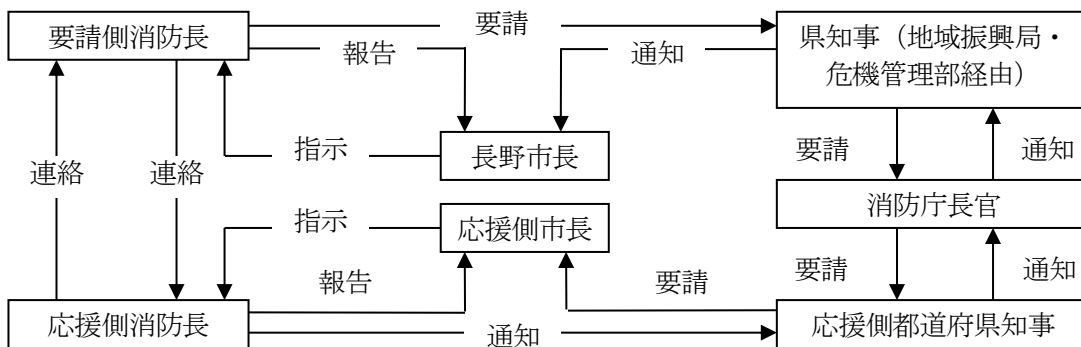 要請側消防長
要請
報告
通知
県知事（地域振興局・
危機管理部経由）
指示
長野市長
要請
通知
連絡
連絡
消防庁長官
指示
応援側市長
要請
通知
報告
要請
応援側消防長
通知
応援側都道府県知事